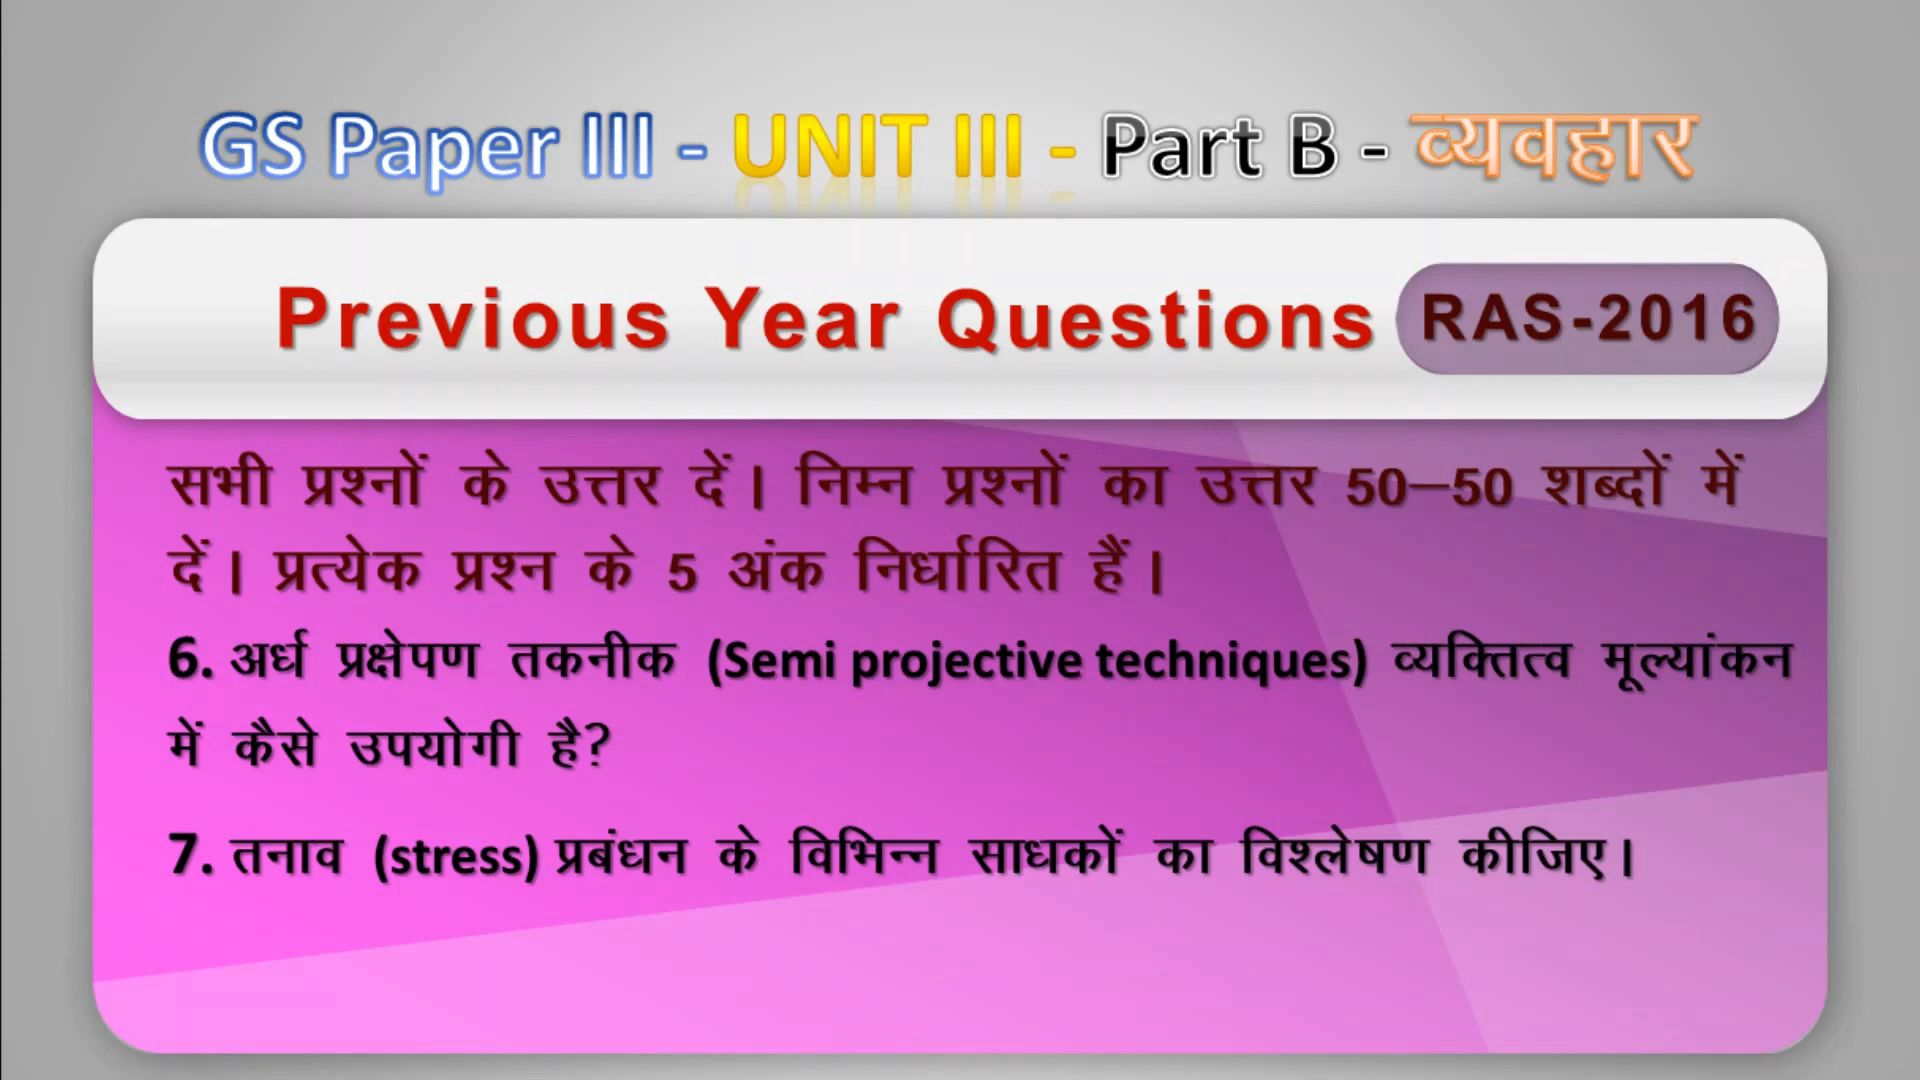 GS Paper III - UNIT III - Part B - व्यवहार
Previous Year Questions RAS-2016
सभी प्रश्नों के उत्तर दें। निम्न प्रश्नों का उत्तर 50–50 शब्दों में
दें। प्रत्येक प्रश्न के 5 अंक निर्धारित हैं।
6. अर्ध प्रक्षेपण तकनीक (Semi projective techniques) व्यक्तित्व मूल्यांकन
में कैसे उपयोगी है?
7. तनाव (stress) प्रबंधन के विभिन्न साधकों का विश्लेषण कीजिए।